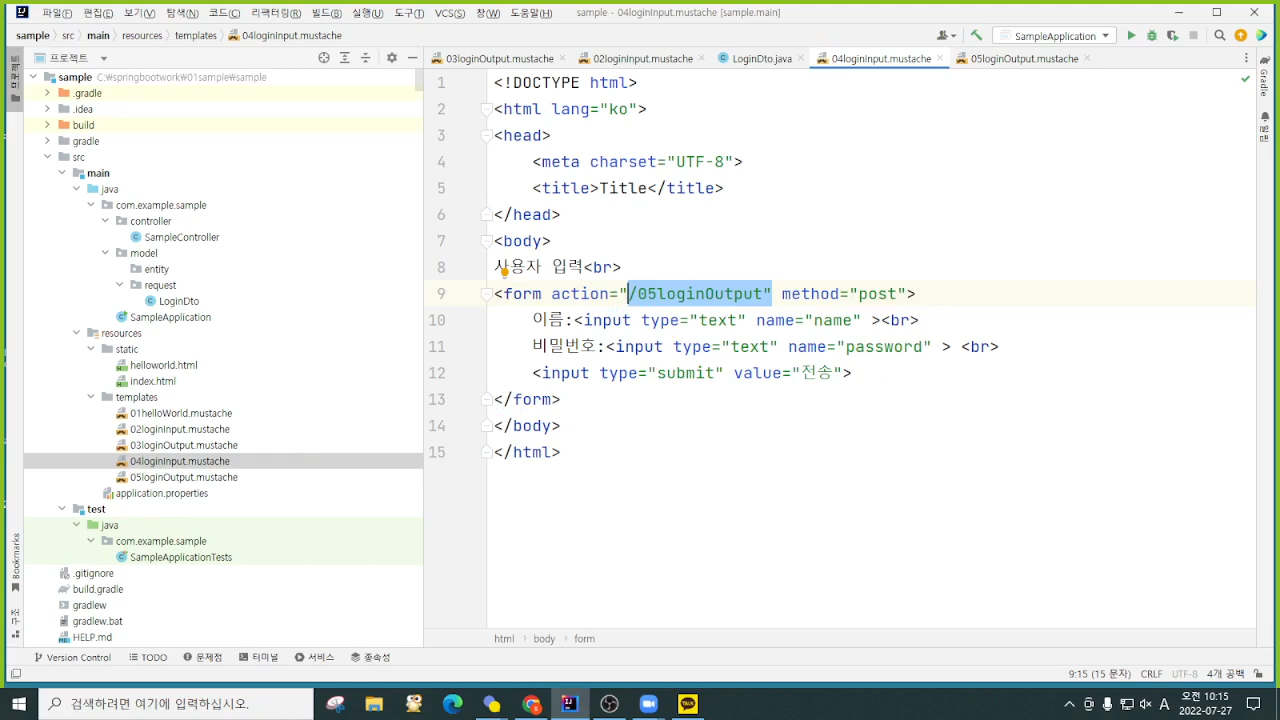 파일(F) 편집(E) 보기(V) 탐색(N) 코드(C) 리팩터링(R) 빌드(B) 실행(U) 도구(T) VCS(S) 창(W) 도움말(H) sample - 04loginInput.mustache [sample.main]
sample src main resources templates 04loginInput.mustache SampleApplication
프로젝트
03loginOutput.mustache 02loginInput.mustache LoginDto.java 04loginInput.mustache 05loginOutput.mustache
sample C:\springbootwork\01sample\sample
.gradle
.idea
build
gradle
src
main
java
com.example.sample
controller
SampleController
model
entity
request
LoginDto
SampleApplication
resources
static
helloworld.html
index.html
templates
01helloWorld.mustache
02loginInput.mustache
03loginOutput.mustache
04loginInput.mustache
05loginOutput.mustache
application.properties
test
java
com.example.sample
SampleApplicationTests
.gitignore
build.gradle
gradlew
gradlew.bat
HELP.md
1 <!DOCTYPE html>
2 <html lang="ko">
3 <head>
4 <meta charset="UTF-8">
5 <title>Title</title>
6 </head>
7 <body>
8 사용자 입력<br>
9 <form action="/05loginOutput" method="post">
10 이름:<input type="text" name="name" ><br>
11 비밀번호:<input type="text" name="password" > <br>
12 <input type="submit" value="전송">
13 </form>
14 </body>
15 </html>
html body form
Gradle
알림
프로젝트
Bookmarks
구조
Version Control TODO 문제점 터미널 서비스 종속성
9:15 (15 문자) CRLF UTF-8 4개 공백
검색하려면 여기에 입력하십시오.
TALK
A 오전 10:15
2022-07-27